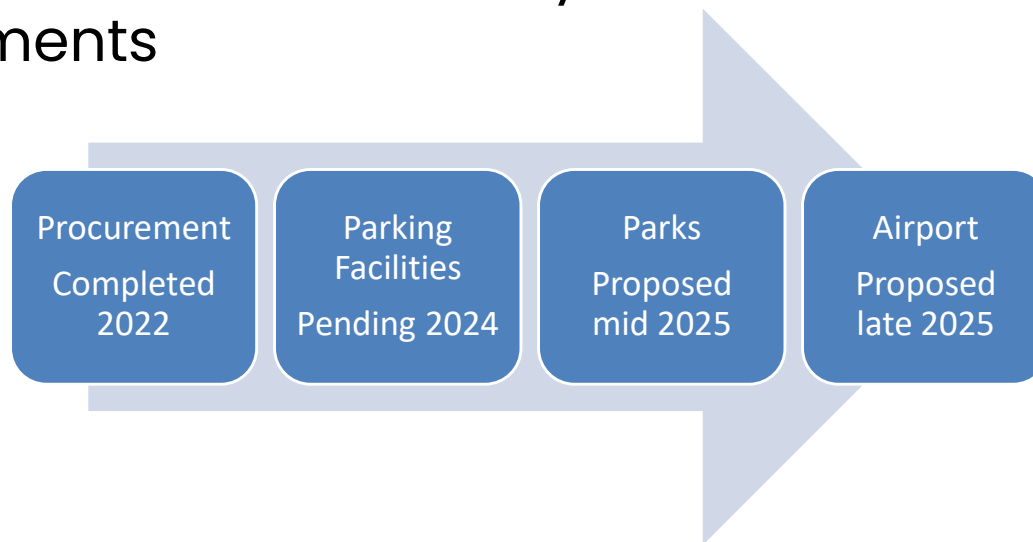 ments
Procurement
Completed
2022
Parking
Facilities
Pending 2024
Parks
Proposed
mid 2025
Airport
Proposed
late 2025